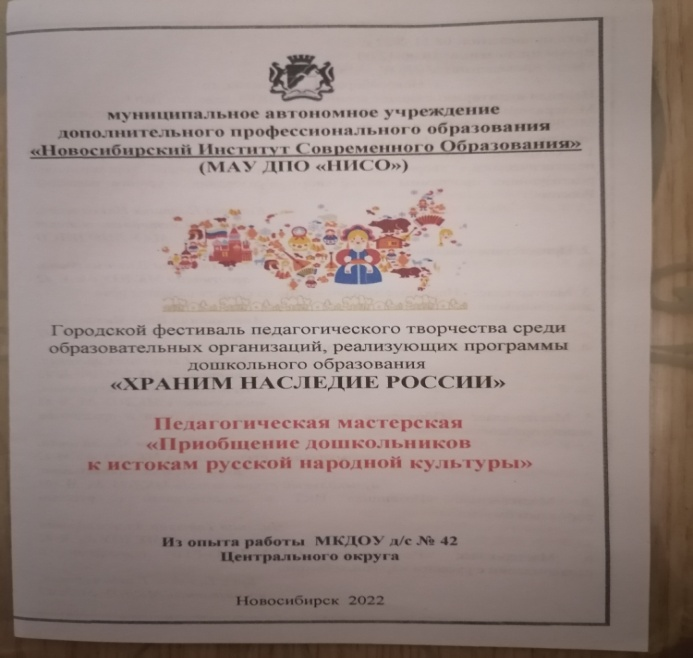 муниципальное автономное учреждение
дополнительного профессионального образования
«Новосибирский Институт Современного Образования»
(МАУ ДПО «НИСО»)
Городской фестиваль педагогического творчества среди
образовательных организаций, реализующих программы
дошкольного образования
«ХРАНИМ НАСЛЕДИЕ РОССИИ»
Педагогическая мастерская
«Приобщение дошкольников
к истокам русской народной культуры»
Из опыта работы МКДОУ д/с № 42
Центрального округа
Новосибирск 2022